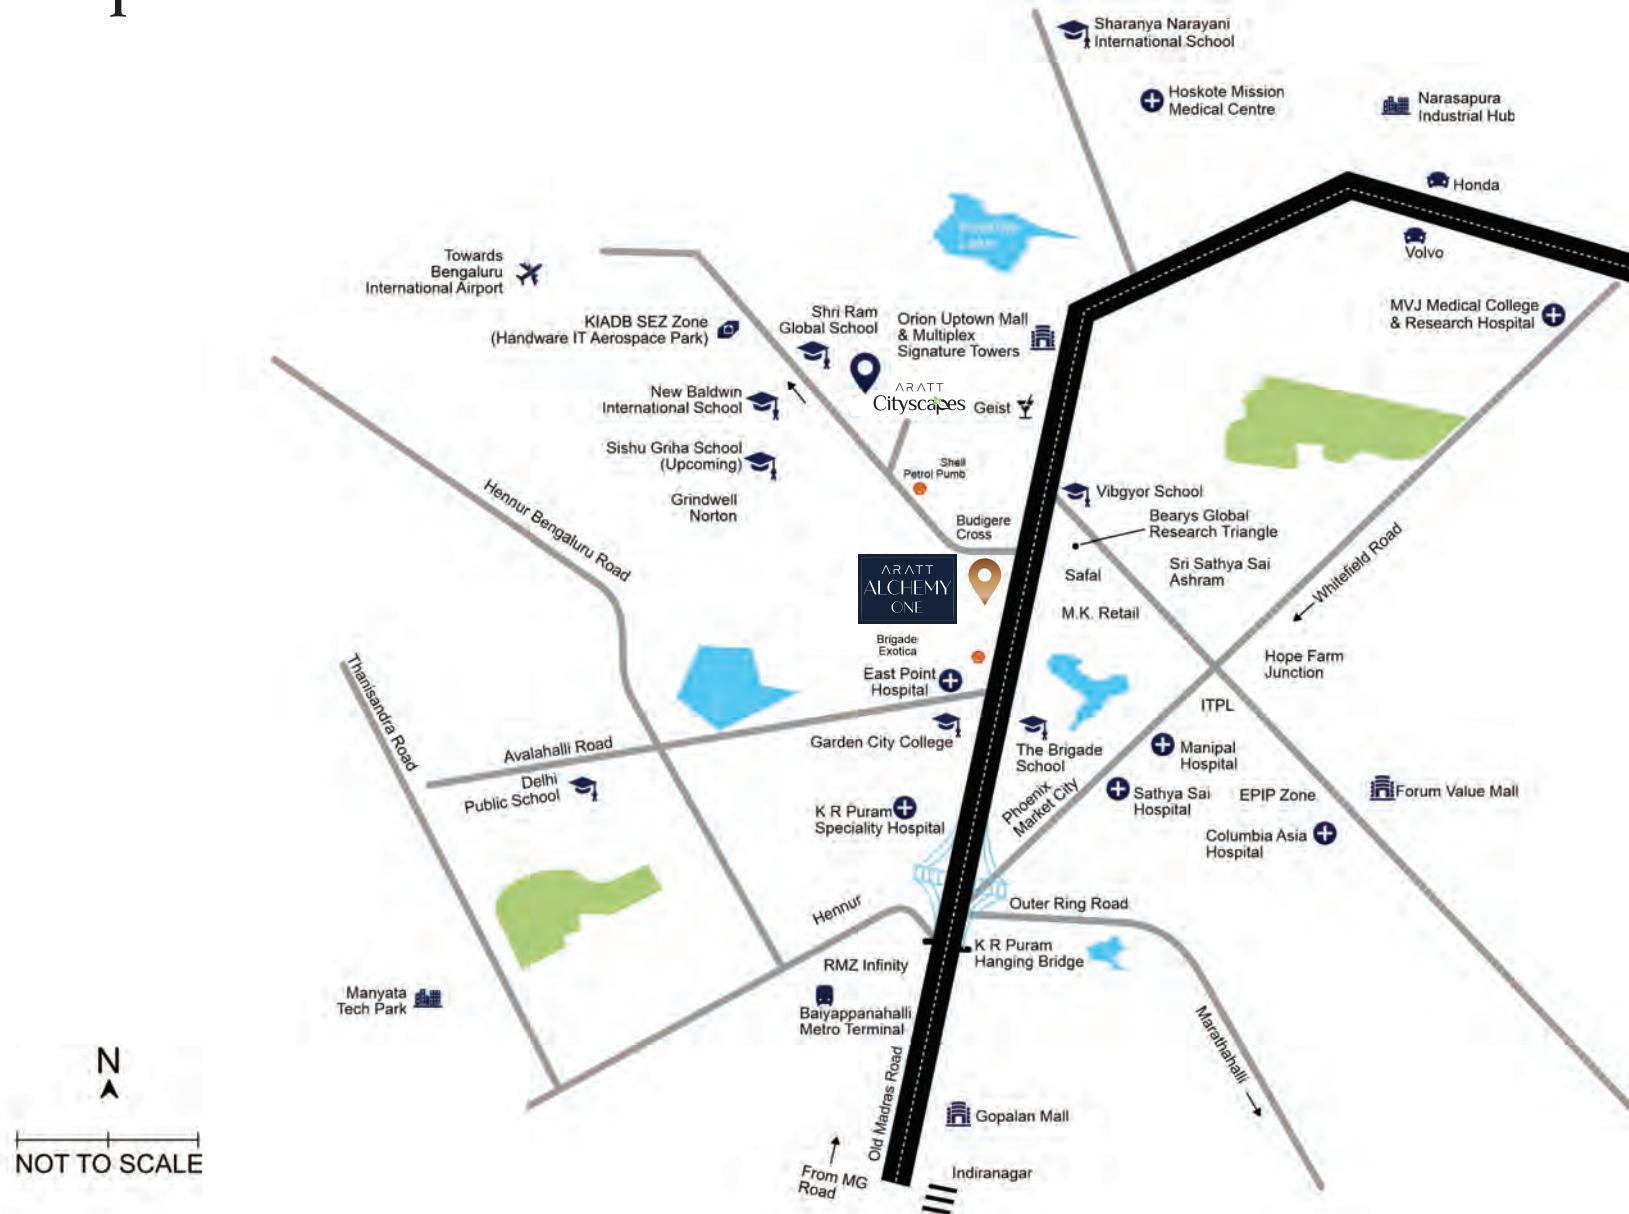 Sharanya Narayani
International School
Hoskote Mission
Medical Centre
Narasapura
Industrial Hub
Honda
Volvo
MVJ Medical College
& Research Hospital
Towards
Bengaluru
International Airport
KIADB SEZ Zone
(Handware IT Aerospace Park)
Shri Ram
Global School
Orion Uptown Mall
& Multiplex
Signature Towers
ARATT
Cityscapes
Geist
New Baldwin
International School
Sishu Griha School
(Upcoming)
Grindwell
Norton
Shell
Petrol Pumb
Budigere
Cross
Vibgyor School
Bearys Global
Research Triangle
Sri Sathya Sai
Ashram
Safal
M.K. Retail
Whitefield Road
Hennur Bengaluru Road
ARATT
ALCHEMY
ONE
Brigade
Exotica
East Point
Hospital
Hope Farm
Junction
ITPL
Thanisandra Road
Avalahalli Road
Delhi
Public School
Garden City College
The Brigade
School
Manipal
Hospital
Phoenix
Market City
Sathya Sai
Hospital
EPIP Zone
Forum Value Mall
Columbia Asia
Hospital
K R Puram
Speciality Hospital
Hennur
Outer Ring Road
K R Puram
Hanging Bridge
RMZ Infinity
Baiyappanahalli
Metro Terminal
Manyata
Tech Park
Marathahalli
Old Madras Road
Gopalan Mall
From MG
Road
Indiranagar
N
NOT TO SCALE